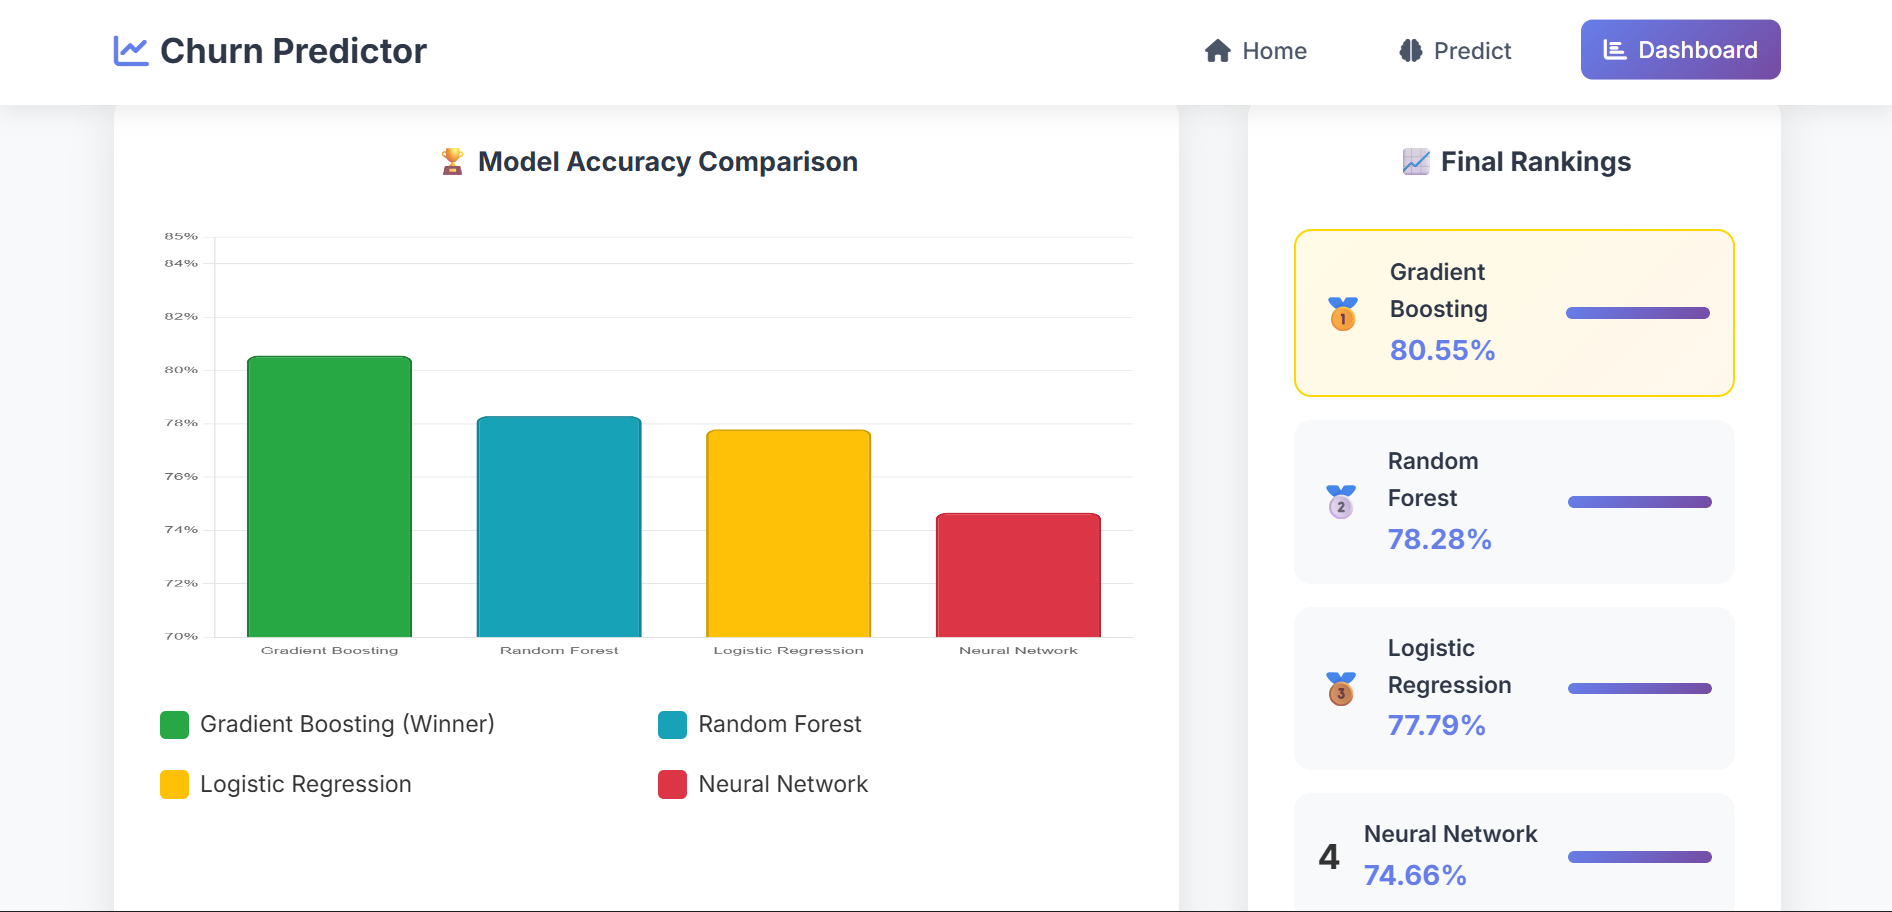 Churn Predictor
Home
Predict
Dashboard
Model Accuracy Comparison
85%
84%
82%
80%
78%
76%
74%
72%
70%
Gradient Boosting
Random Forest
Logistic Regression
Neural Network
Gradient Boosting (Winner)
Random Forest
Logistic Regression
Neural Network
Final Rankings
1
Gradient
Boosting
80.55%
2
Random
Forest
78.28%
3
Logistic
Regression
77.79%
4
Neural Network
74.66%